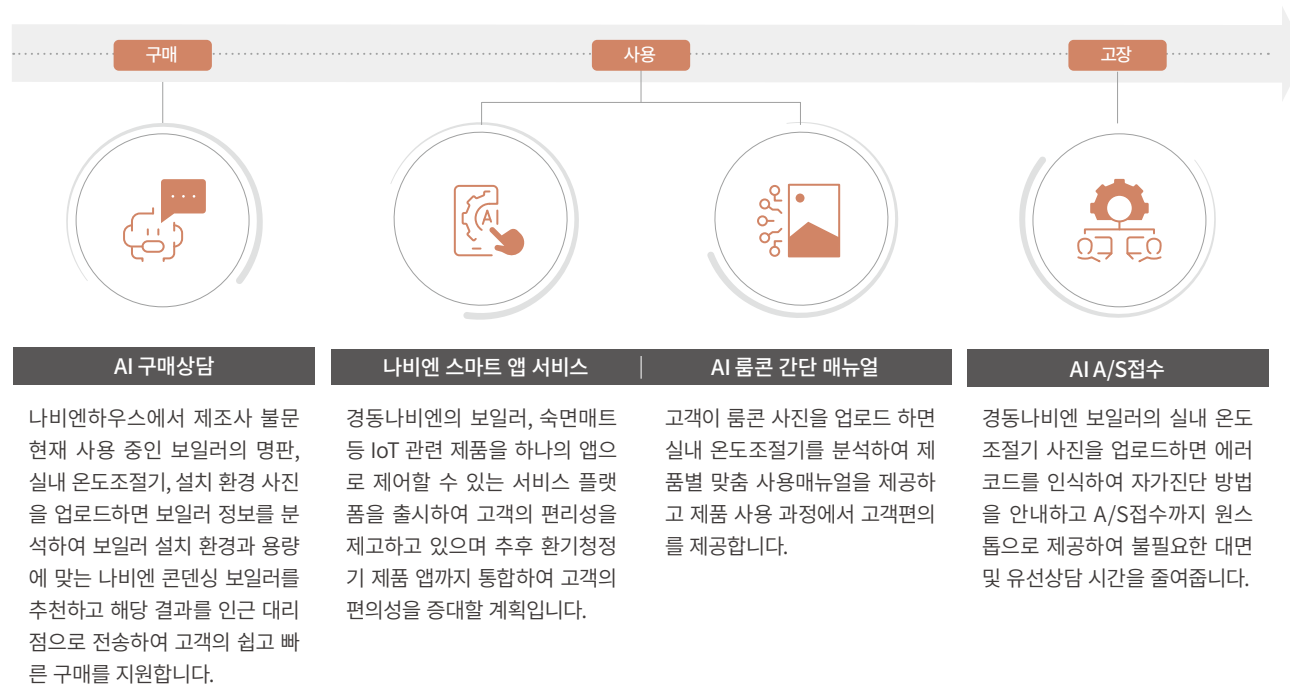 구매
사용
고장
AI
AI 구매상담
나비엔하우스에서 제조사 불문
현재 사용 중인 보일러의 명판,
실내 온도조절기, 설치 환경 사진
을 업로드하면 보일러 정보를 분
석하여 보일러 설치 환경과 용량
에 맞는 나비엔 콘덴싱 보일러를
추천하고 해당 결과를 인근 대리
점으로 전송하여 고객의 쉽고 빠
른 구매를 지원합니다.
나비엔 스마트 앱 서비스
경동나비엔의 보일러, 숙면매트
등 IoT 관련 제품을 하나의 앱으
로 제어할 수 있는 서비스 플랫
폼을 출시하여 고객의 편리성을
제고하고 있으며 추후 환기청정
기 제품 앱까지 통합하여 고객의
편의성을 증대할 계획입니다.
AI 룸콘 간단 매뉴얼
고객이 룸콘 사진을 업로드 하면
실내 온도조절기를 분석하여 제
품별 맞춤 사용매뉴얼을 제공하
고 제품 사용 과정에서 고객편의
를 제공합니다.
AI A/S접수
경동나비엔 보일러의 실내 온도
조절기 사진을 업로드하면 에러
코드를 인식하여 자가진단 방법
을 안내하고 A/S접수까지 원스
톱으로 제공하여 불필요한 대면
및 유선상담 시간을 줄여줍니다.